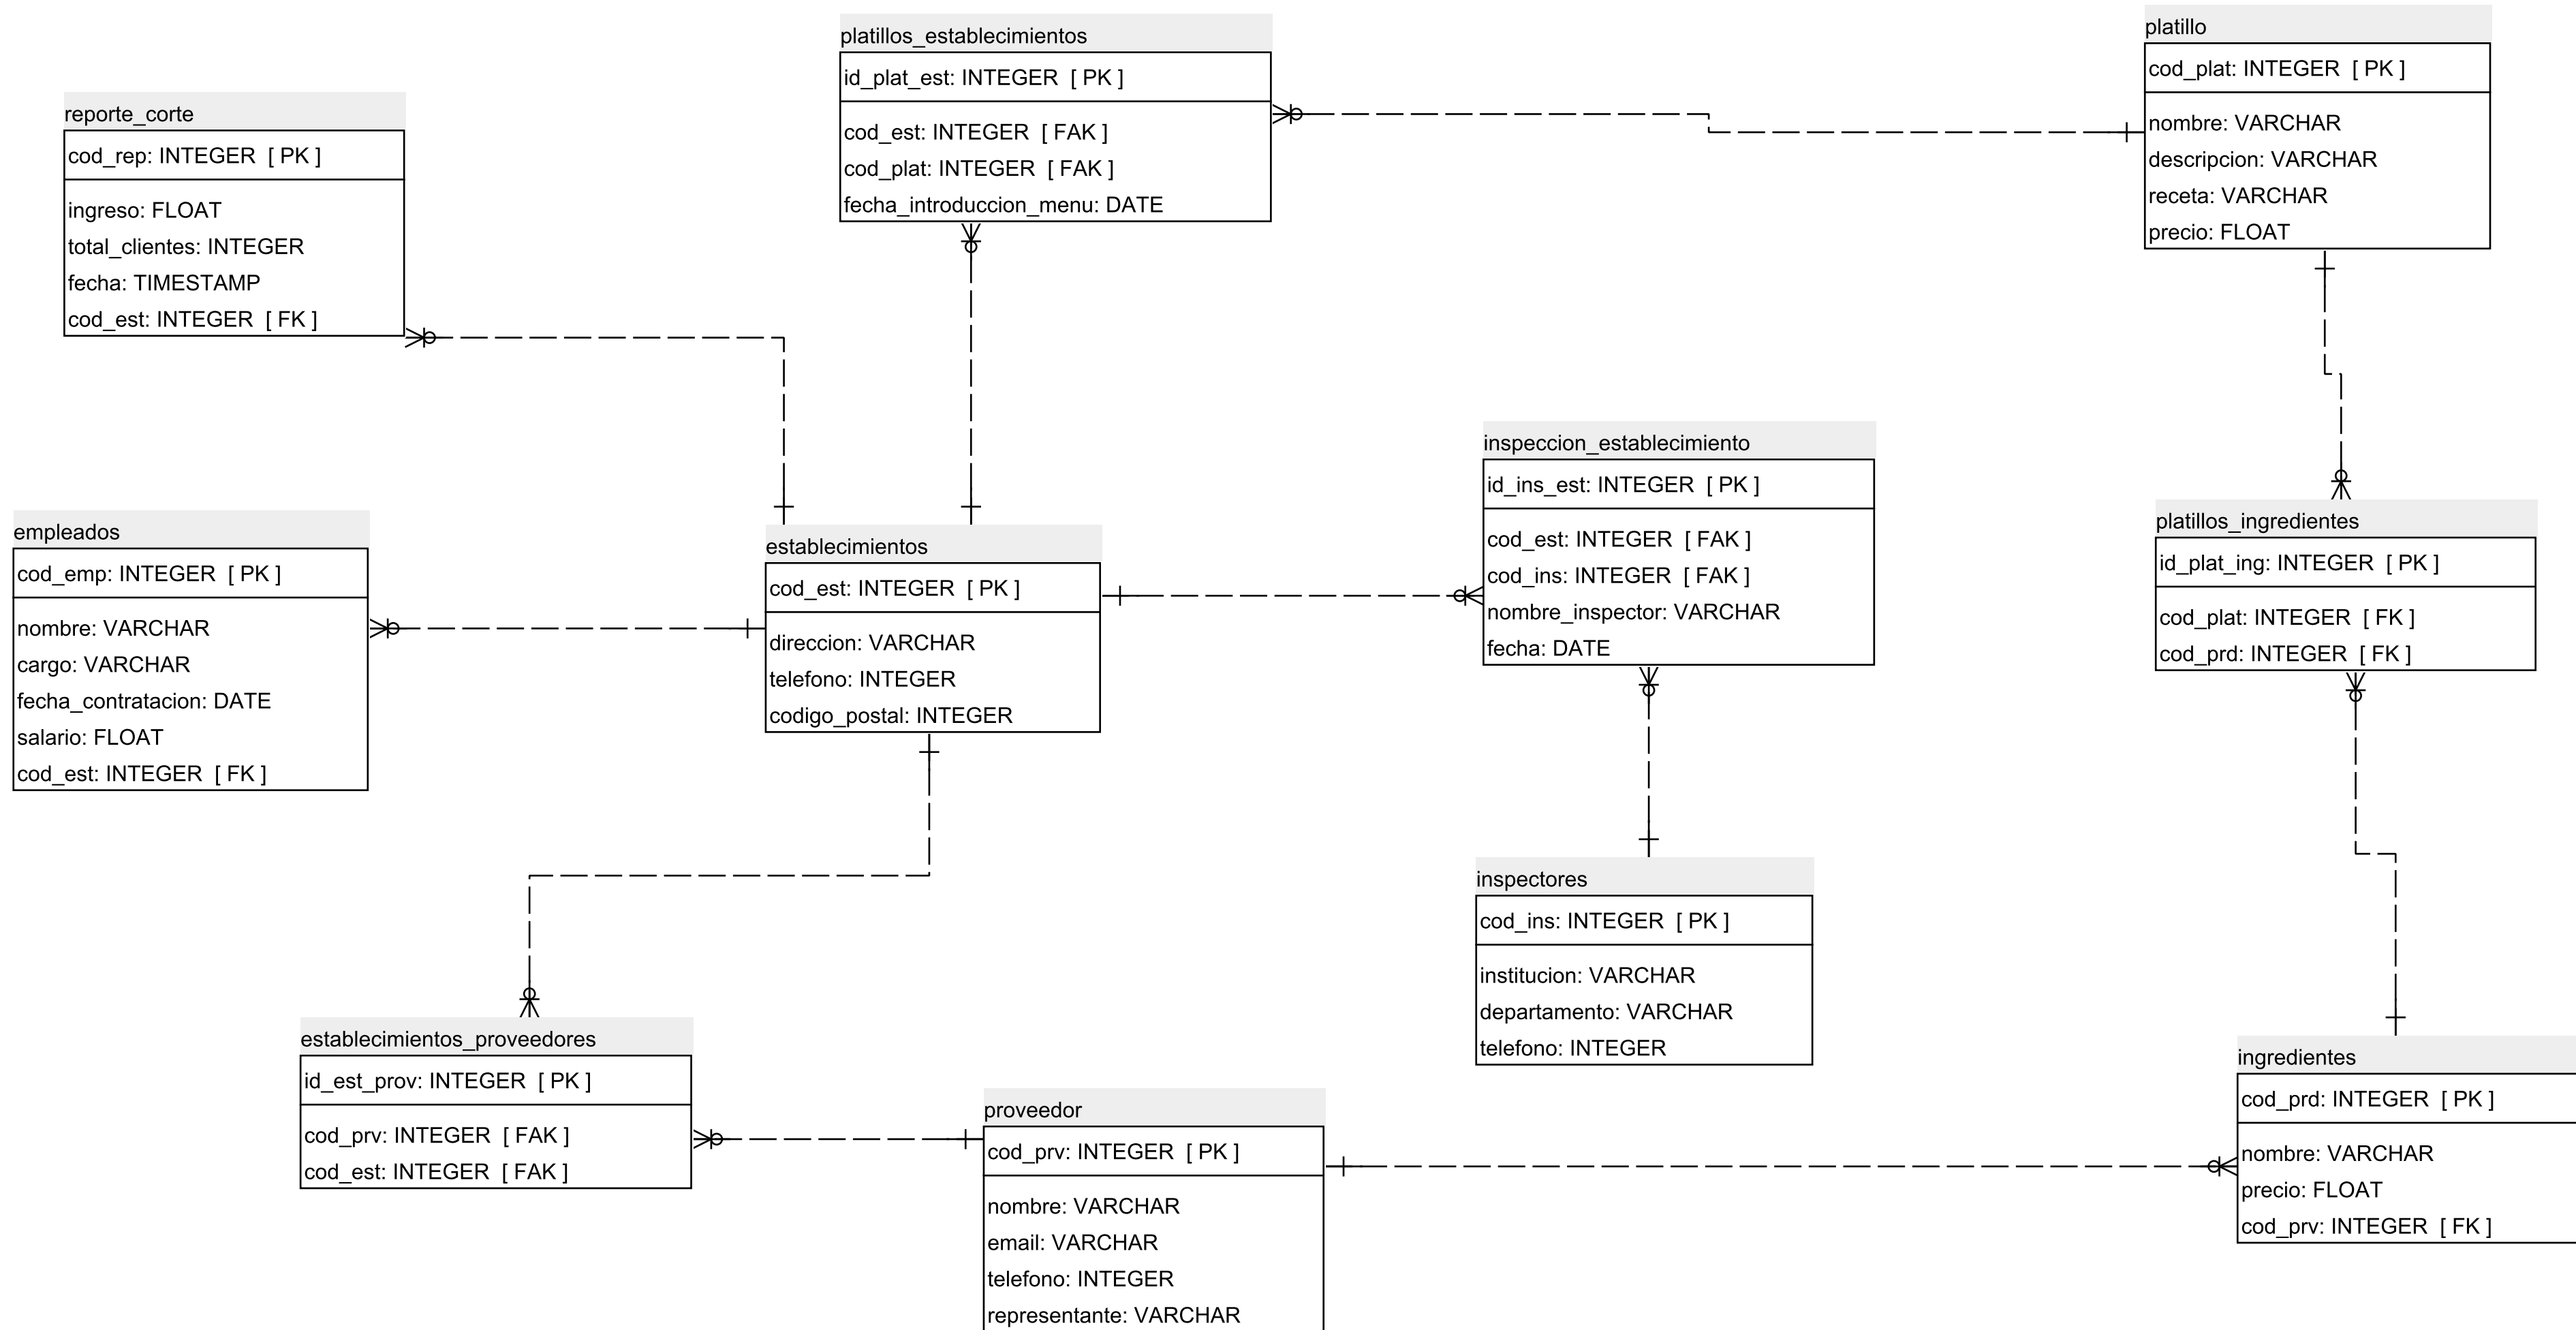 platillos_establecimientos
id_plat_est: INTEGER [ PK ]
cod_est: INTEGER [ FAK ]
cod_plat: INTEGER [ FAK ]
fecha_introduccion_menu: DATE
platillo
cod_plat: INTEGER [ PK ]
nombre: VARCHAR
descripcion: VARCHAR
receta: VARCHAR
precio: FLOAT
reporte_corte
cod_rep: INTEGER [ PK ]
ingreso: FLOAT
total_clientes: INTEGER
fecha: TIMESTAMP
cod_est: INTEGER [ FK ]
inspeccion_establecimiento
id_ins_est: INTEGER [ PK ]
cod_est: INTEGER [ FAK ]
cod_ins: INTEGER [ FAK ]
nombre_inspector: VARCHAR
fecha: DATE
platillos_ingredientes
id_plat_ing: INTEGER [ PK ]
cod_plat: INTEGER [ FK ]
cod_prd: INTEGER [ FK ]
empleados
cod_emp: INTEGER [ PK ]
nombre: VARCHAR
cargo: VARCHAR
fecha_contratacion: DATE
salario: FLOAT
cod_est: INTEGER [ FK ]
establecimientos
cod_est: INTEGER [ PK ]
direccion: VARCHAR
telefono: INTEGER
codigo_postal: INTEGER
inspectores
cod_ins: INTEGER [ PK ]
institucion: VARCHAR
departamento: VARCHAR
telefono: INTEGER
establecimientos_proveedores
id_est_prov: INTEGER [ PK ]
cod_prv: INTEGER [ FAK ]
cod_est: INTEGER [ FAK ]
proveedor
cod_prv: INTEGER [ PK ]
nombre: VARCHAR
email: VARCHAR
telefono: INTEGER
representante: VARCHAR
ingredientes
cod_prd: INTEGER [ PK ]
nombre: VARCHAR
precio: FLOAT
cod_prv: INTEGER [ FK ]